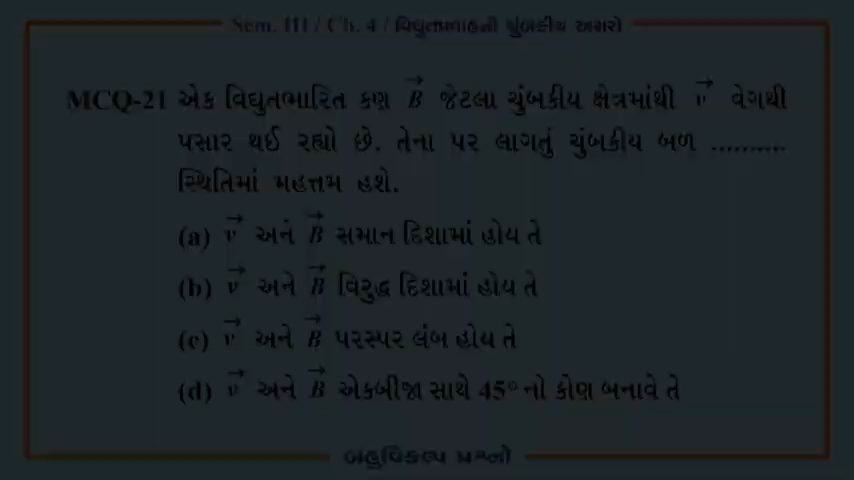 Sem. III / Ch. 4 / વિદ્યુતપ્રવાહની ચુંબકીય અસરો
MCQ-21 એક વિદ્યુતભારિત કણ B⃗ જેટલા ચુંબકીય ક્ષેત્રમાંથી v⃗ વેગથી
પસાર થઈ રહ્યો છે. તેના પર લાગતું ચુંબકીય બળ ..........
સ્થિતિમાં મહત્તમ હશે.
(a) v⃗ અને B⃗ સમાન દિશામાં હોય તે
(b) v⃗ અને B⃗ વિરુદ્ધ દિશામાં હોય તે
(c) v⃗ અને B⃗ પરસ્પર લંબ હોય તે
(d) v⃗ અને B⃗ એકબીજા સાથે 45° નો કોણ બનાવે તે
બહુવિકલ્પ પ્રશ્નો